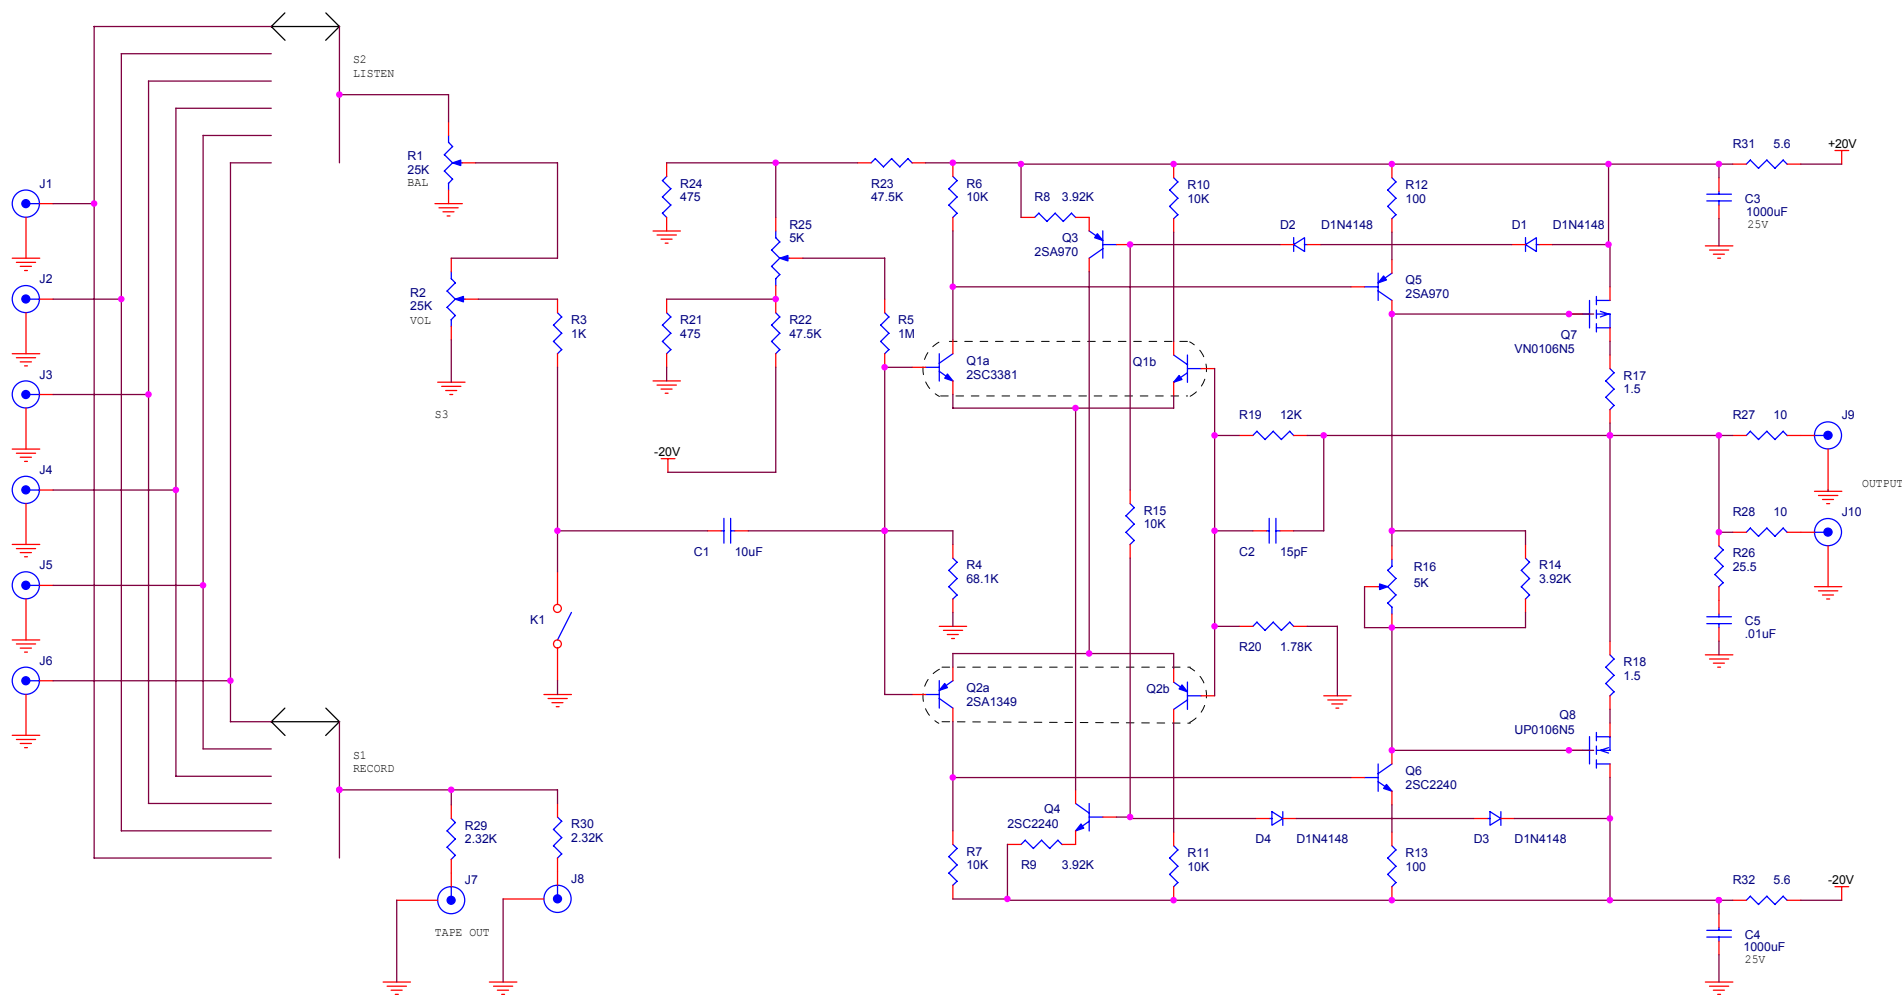 S2
LISTEN
R1
25K
BAL
J1
J2
J3
J4
J5
J6
R2
25K
VOL
S3
R3
1K
K1
S1
RECORD
R29
2.32K
R30
2.32K
J7
J8
TAPE OUT
R24
475
R23
47.5K
R25
5K
R21
475
R22
47.5K
-20V
C1 10uF
R5
1M
R4
68.1K
R6
10K
R8 3.92K
Q3
2SA970
R10
10K
Q1a
2SC3381
Q1b
R15
10K
Q2a
2SA1349
Q2b
Q4
2SC2240
R9 3.92K
R7
10K
R11
10K
R19 12K
C2 15pF
R20 1.78K
D2 D1N4148
D1 D1N4148
R12
100
Q5
2SA970
Q7
VN0106N5
R17
1.5
R16
5K
R14
3.92K
R18
1.5
Q8
UP0106N5
Q6
2SC2240
D4 D1N4148
D3 D1N4148
R13
100
R31 5.6
+20V
C3
1000uF
25V
R27 10
J9
OUTPUT
R28 10
J10
R26
25.5
C5
.01uF
R32 5.6
-20V
C4
1000uF
25V